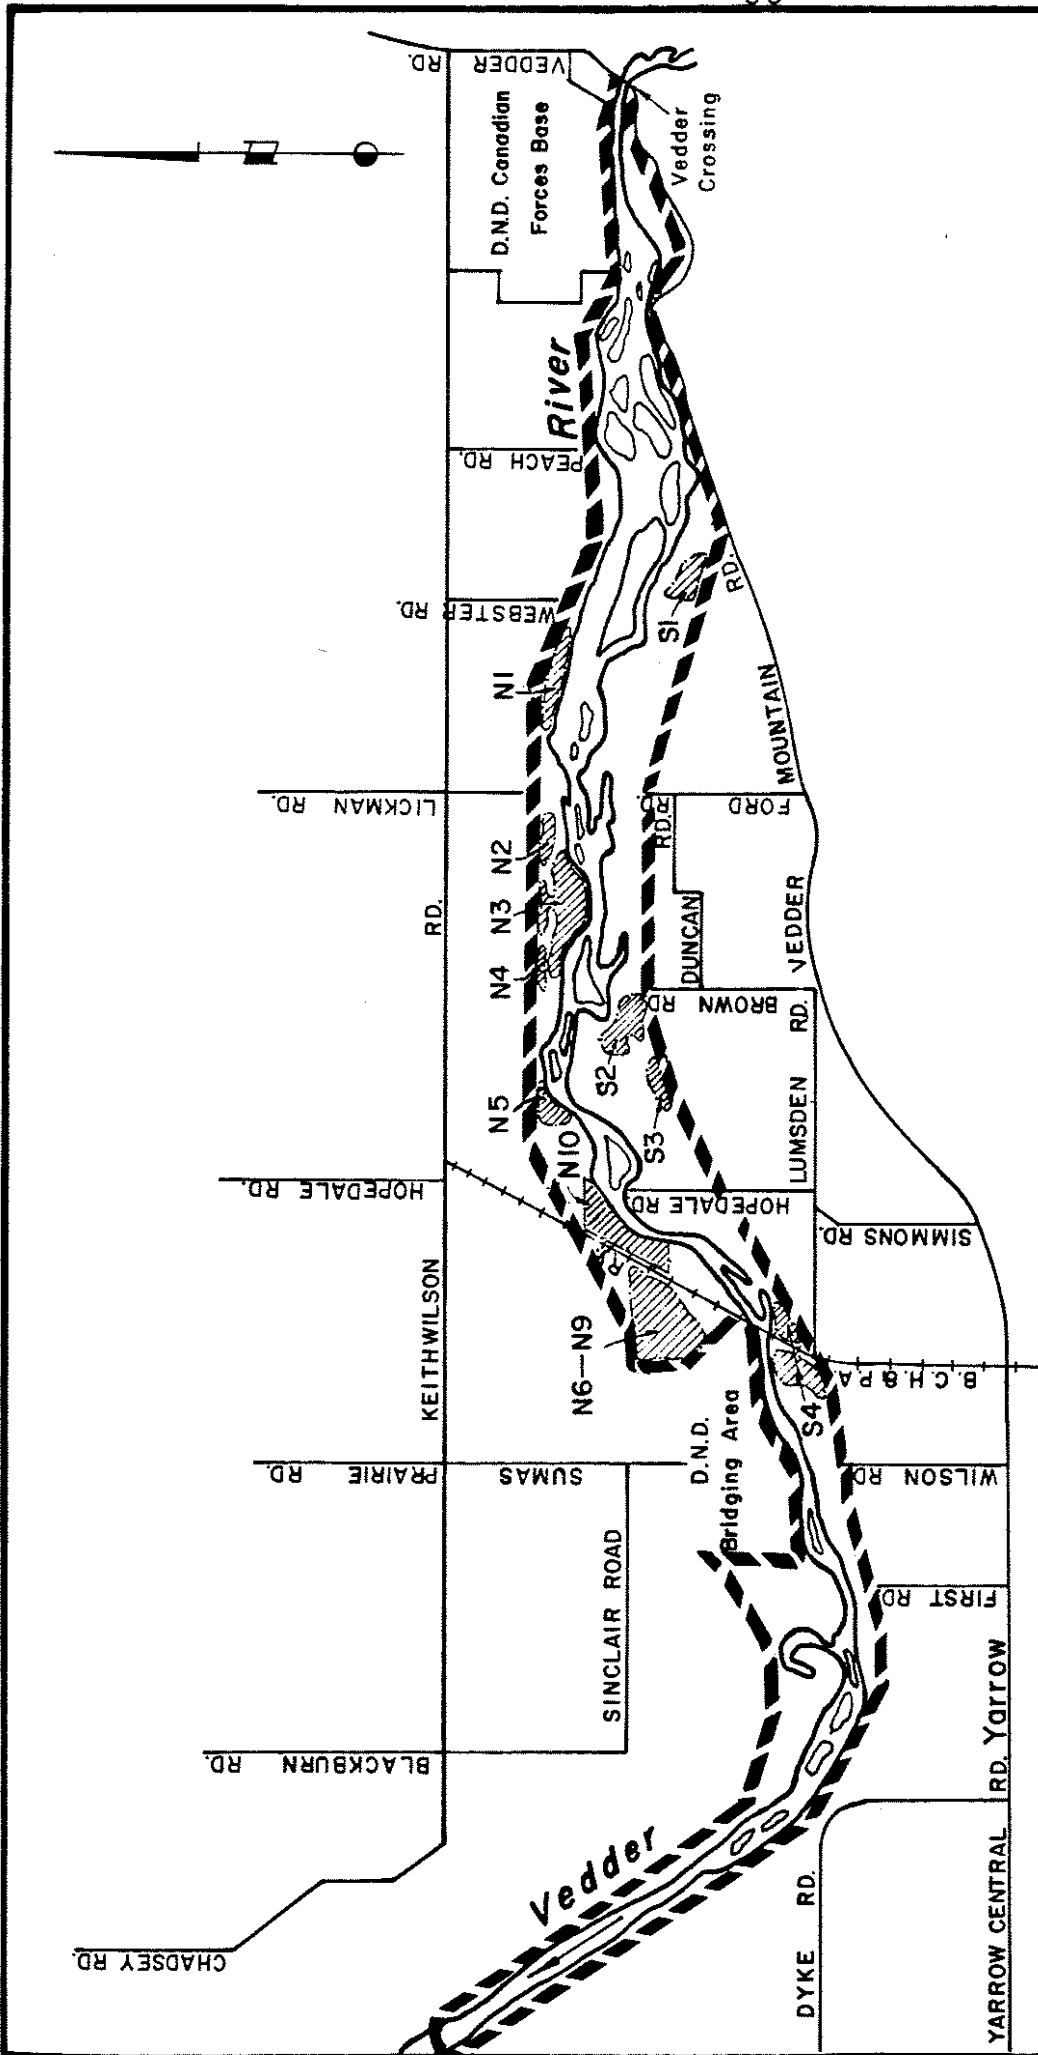 VEDDER RD.
D.N.D. Canadian
Forces Base
Vedder
Crossing
River
PEACH RD.
WEBSTER RD.
S1
RD.
N1
MOUNTAIN
LICKMAN RD.
FORD RD.
N2
N3
N4
RD.
DUNCAN RD.
VEDDER
BROWN RD.
RD.
S2
S3
LUMSDEN
N5
N10
HOPEDALE RD.
HOPEDALE RD.
SIMMONS RD.
KEITHWILSON
N6—N9
B.C.H.&P.A.
S4
D.N.D.
Bridging Area
SUMAS PRAIRIE RD.
WILSON RD.
SINCLAIR ROAD
FIRST RD.
BLACKBURN RD.
RD. Yarrow
Vedder
DYKE RD.
YARROW CENTRAL
CHADSEY RD.